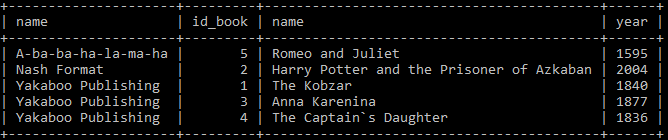 name id_book name year
A-ba-ba-ha-la-ma-ha 5 Romeo and Juliet 1595
Nash Format 2 Harry Potter and the Prisoner of Azkaban 2004
Yakaboo Publishing 1 The Kobzar 1840
Yakaboo Publishing 3 Anna Karenina 1877
Yakaboo Publishing 4 The Captain`s Daughter 1836